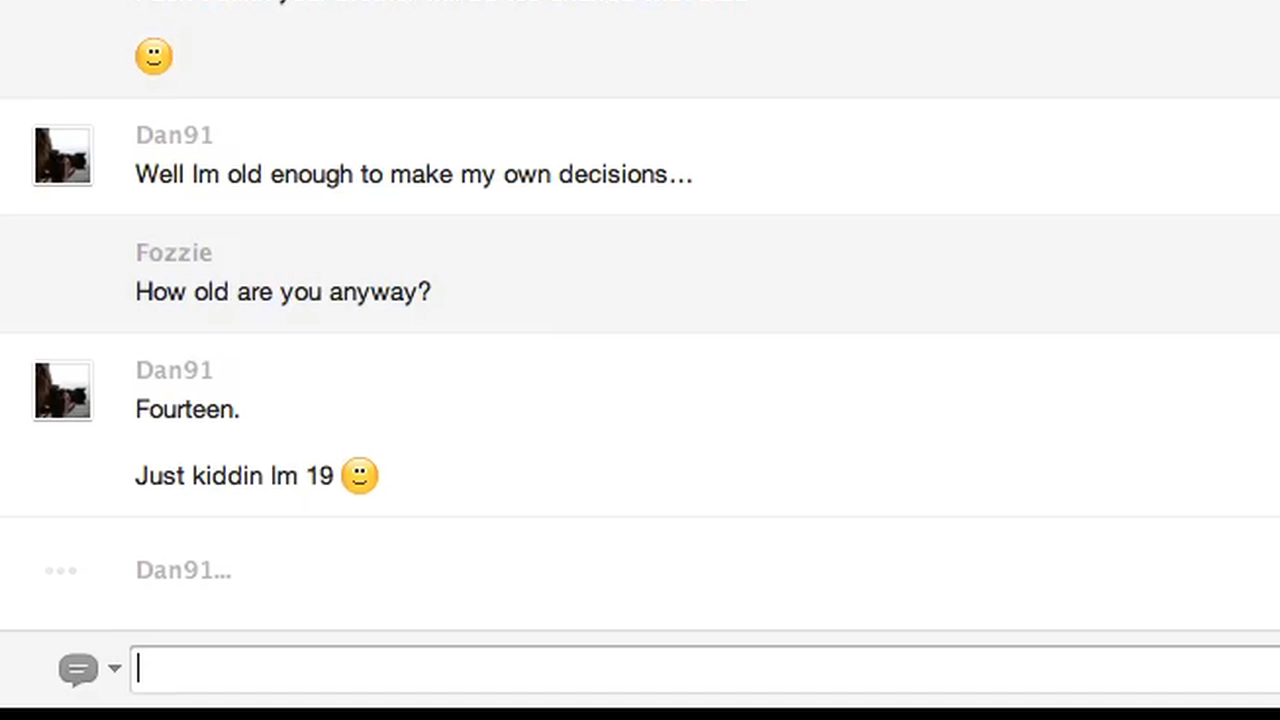 Dan91
Well Im old enough to make my own decisions...
Fozzie
How old are you anyway?
Dan91
Fourteen.
Just kiddin Im 19
Dan91...